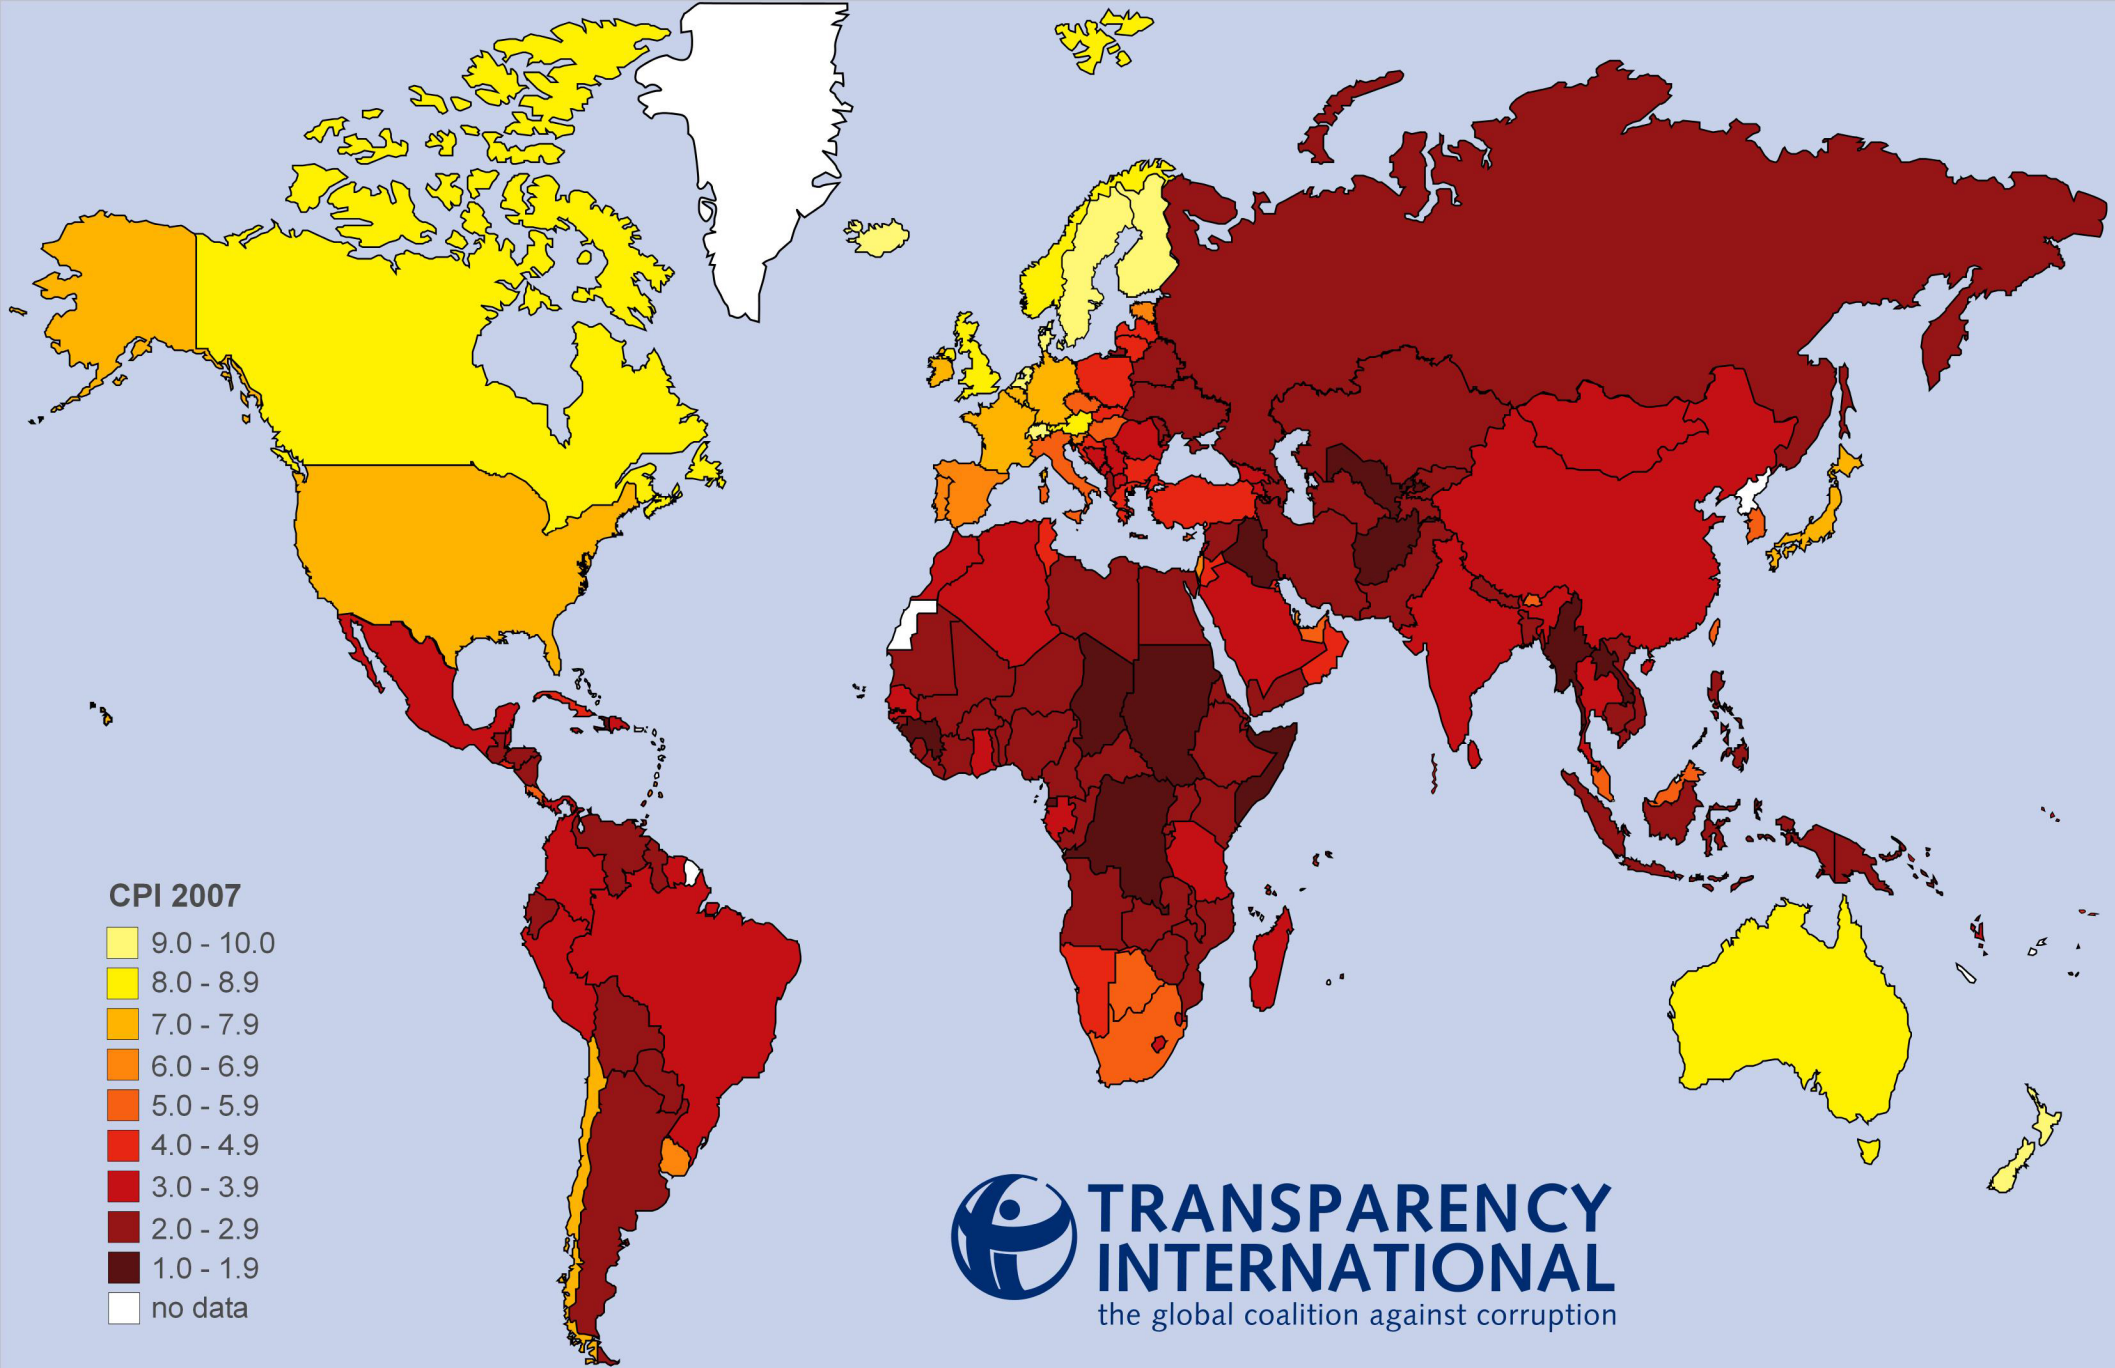 CPI 2007
9.0 - 10.0
8.0 - 8.9
7.0 - 7.9
6.0 - 6.9
5.0 - 5.9
4.0 - 4.9
3.0 - 3.9
2.0 - 2.9
1.0 - 1.9
no data
TRANSPARENCY
INTERNATIONAL
the global coalition against corruption